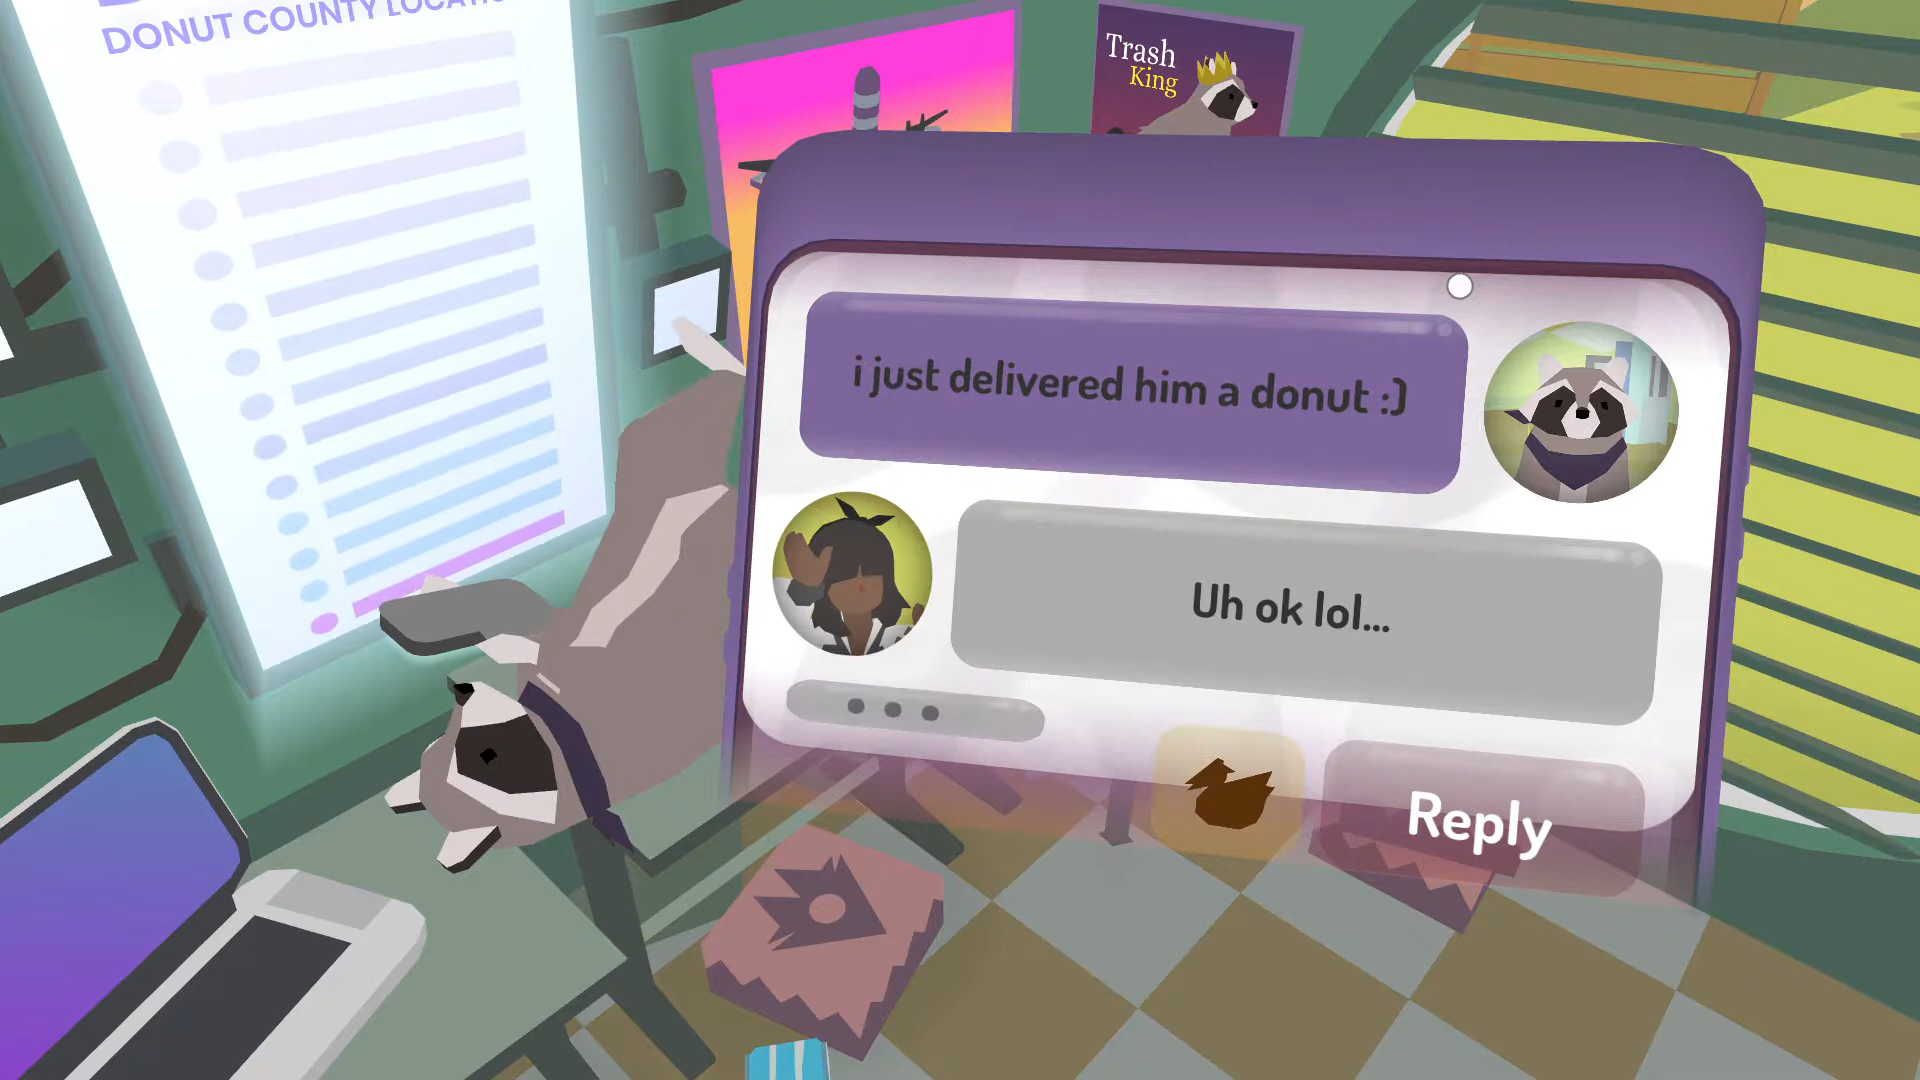 DONUT COUNTY
Trash
King
i just delivered him a donut :)
Uh ok lol...
Reply